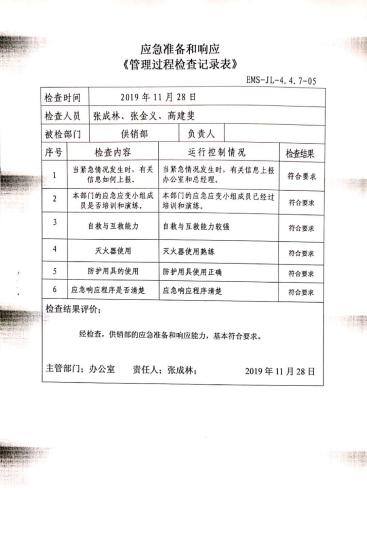 应急准备和响应
《管理过程检查记录表》
EMS-JL-4.4.7-05
检查时间 2019 年 11 月 28 日
检查人员 张成林、张金义、高建斐
被检部门 供销部 负责人
序号 检查内容 运行控制情况 检查结果
1 当紧急情况发生时，有关信息如何上报。 当紧急情况发生时，有关信息上报办公室和总经理。 符合要求
2 本部门的应急应变小组成员是否培训和演练。 本部门的应急应变小组成员已经过培训和演练。 符合要求
3 自救与互救能力 自救与互救能力较强 符合要求
4 灭火器使用 灭火器使用熟练 符合要求
5 防护用具的使用 防护用具使用正确 符合要求
6 应急响应程序是否清楚 应急响应程序清楚 符合要求
检查结果评价：
经检查，供销部的应急准备和响应能力，基本符合要求。
主管部门：办公室 责任人：张成林； 2019 年 11 月 28 日